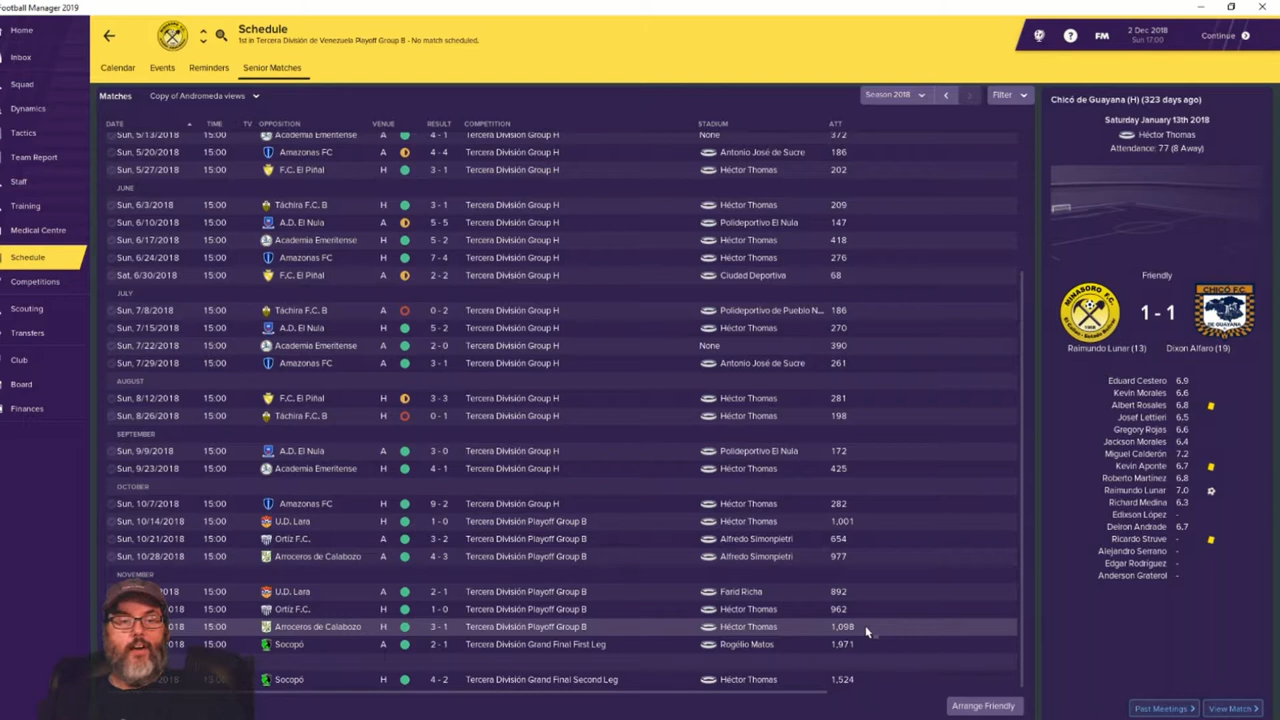 Football Manager 2019
Schedule
1st in Tercera División de Venezuela Playoff Group B - No match scheduled.
FM
2 Dec 2018
Sun 17:00
Continue
Home
Inbox
Squad
Dynamics
Tactics
Team Report
Staff
Training
Medical Centre
Schedule
Competitions
Scouting
Transfers
Club
Board
Finances
Calendar Events Reminders Senior Matches
Matches Copy of Andromeda views Season 2018 Filter
DATE TIME TV OPPOSITION VENUE RESULT COMPETITION STADIUM ATT
Sun, 5/13/2018 15:00 Academia Emeritense A 4 - 1 Tercera División Group H None 372
Sun, 5/20/2018 15:00 Amazonas FC A 4 - 4 Tercera División Group H Antonio José de Sucre 186
Sun, 5/27/2018 15:00 F.C. El Piñal H 3 - 1 Tercera División Group H Héctor Thomas 202
JUNE
Sun, 6/3/2018 15:00 Táchira F.C. B H 3 - 1 Tercera División Group H Héctor Thomas 209
Sun, 6/10/2018 15:00 A.D. El Nula A 5 - 5 Tercera División Group H Polideportivo El Nula 147
Sun, 6/17/2018 15:00 Academia Emeritense H 5 - 2 Tercera División Group H Héctor Thomas 418
Sun, 6/24/2018 15:00 Amazonas FC H 7 - 4 Tercera División Group H Héctor Thomas 276
Sat, 6/30/2018 15:00 F.C. El Piñal A 2 - 2 Tercera División Group H Ciudad Deportiva 68
JULY
Sun, 7/8/2018 15:00 Táchira F.C. B A 0 - 2 Tercera División Group H Polideportivo de Pueblo N... 186
Sun, 7/15/2018 15:00 A.D. El Nula H 5 - 2 Tercera División Group H Héctor Thomas 270
Sun, 7/22/2018 15:00 Academia Emeritense A 2 - 0 Tercera División Group H None 390
Sun, 7/29/2018 15:00 Amazonas FC A 3 - 1 Tercera División Group H Antonio José de Sucre 261
AUGUST
Sun, 8/12/2018 15:00 F.C. El Piñal H 3 - 3 Tercera División Group H Héctor Thomas 281
Sun, 8/26/2018 15:00 Táchira F.C. B H 0 - 1 Tercera División Group H Héctor Thomas 198
SEPTEMBER
Sun, 9/9/2018 15:00 A.D. El Nula A 3 - 0 Tercera División Group H Polideportivo El Nula 172
Sun, 9/23/2018 15:00 Academia Emeritense H 4 - 1 Tercera División Group H Héctor Thomas 425
OCTOBER
Sun, 10/7/2018 15:00 Amazonas FC H 9 - 2 Tercera División Group H Héctor Thomas 282
Sun, 10/14/2018 15:00 U.D. Lara H 1 - 0 Tercera División Playoff Group B Héctor Thomas 1,001
Sun, 10/21/2018 15:00 Ortíz F.C. A 3 - 2 Tercera División Playoff Group B Alfredo Simonpietri 654
Sun, 10/28/2018 15:00 Arroceros de Calabozo A 4 - 3 Tercera División Playoff Group B Alfredo Simonpietri 977
NOVEMBER
2018 15:00 U.D. Lara A 2 - 1 Tercera División Playoff Group B Farid Richa 892
2018 15:00 Ortíz F.C. H 1 - 0 Tercera División Playoff Group B Héctor Thomas 962
2018 15:00 Arroceros de Calabozo H 3 - 1 Tercera División Playoff Group B Héctor Thomas 1,098
2018 15:00 Socopó A 2 - 1 Tercera División Grand Final First Leg Rogélio Matos 1,971
2018 Socopó H 4 - 2 Tercera División Grand Final Second Leg Héctor Thomas 1,524
Arrange Friendly
Chicó de Guayana (H) (323 days ago)
Saturday January 13th 2018
Héctor Thomas
Attendance: 77 (8 Away)
Friendly
MINASORO F.C.
CHICÓ F.C.
DE GUAYANA
1 - 1
Raimundo Lunar (13) Dixon Alfaro (19)
Eduard Cestero 6.9
Kevin Morales 6.6
Albert Rosales 6.8
Josef Lettieri 6.5
Gregory Rojas 6.6
Jackson Morales 6.4
Miguel Calderón 7.2
Kevin Aponte 6.7
Roberto Martínez 6.8
Raimundo Lunar 7.0
Richard Medina 6.3
Edixson López -
Deiron Andrade 6.7
Ricardo Struve -
Alejandro Serrano -
Edgar Rodríguez -
Anderson Graterol -
Past Meetings > View Match >